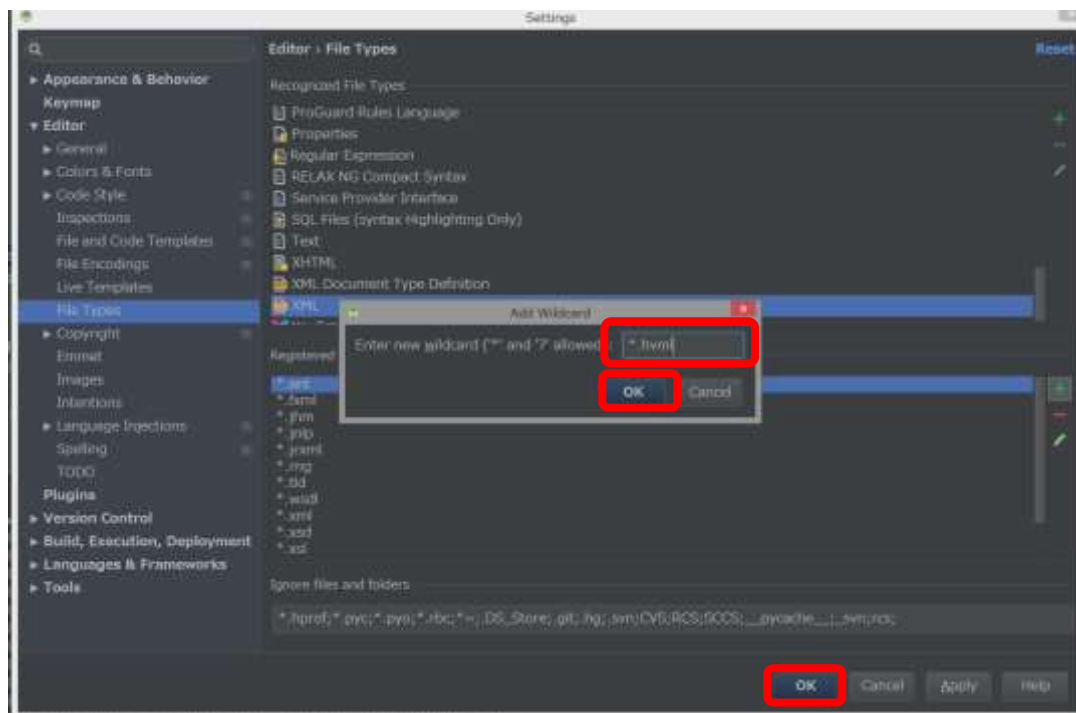 Settings
Editor › File Types
Reset
Appearance & Behavior
Keymap
Editor
General
Colors & Fonts
Code Style
Inspections
File and Code Templates
File Encodings
Live Templates
File Types
Copyright
Emmet
Images
Intentions
Language Injections
Spelling
TODO
Plugins
Version Control
Build, Execution, Deployment
Languages & Frameworks
Tools
Recognized File Types
ProGuard Rules Language
Properties
Regular Expression
RELAX NG Compact Syntax
Service Provider Interface
SQL Files (syntax Highlighting Only)
Text
XHTML
XML Document Type Definition
XML
Add Wildcard
Enter new wildcard ('*' and '?' allowed)
*.hvml
OK
Cancel
Registered
*.ant
*.fxml
*.jhm
*.jnlp
*.jrxml
*.rng
*.tld
*.wsdl
*.xml
*.xsd
*.xsl
Ignore files and folders
*.hprof;*.pyc;*.pyo;*.rbc;*~;.DS_Store;.git;.hg;.svn;CVS;RCS;SCCS;__pycache__;_svn;rcs;
OK
Cancel
Apply
Help